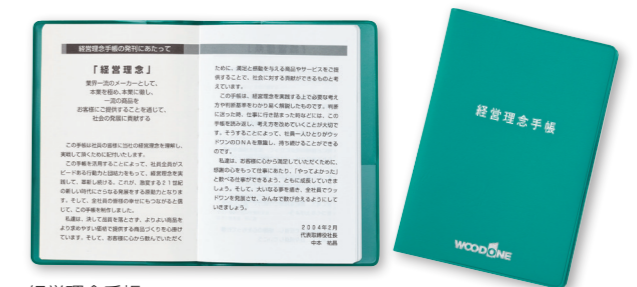 経営理念手帳の発刊にあたって
「経営理念」
業界一流のメーカーとして、
本業を極め、本業に徹し、
一流の商品を
お客様にご提供することを通じて、
社会の発展に貢献する
この手帳は社員の皆様に当社の経営理念を理解し、
実践して頂くために配付いたします。
この手帳を活用することによって、社員全員がス
ピードある行動力と団結力をもって、経営理念を実
践して、革新し続ける。これが、激変する21世紀
の新しい時代にさらなる発展をする原動力となりま
す。そして、全社員の皆様の幸せにもつながると信
じて、この手帳を制作しました。
私達は、決して品質を落とさず、よりよい商品を
より求めやすい価格で提供する商品づくりを心掛け
ています。そして、お客様に心から歓んでいただく
ために、満足と感動を与える商品やサービスをご提
供することで、社会に対する貢献ができるものと考
えています。
この手帳は、経営理念を実践する上で必要な考え
方や判断基準をわかり易く解説したものです。判断
に迷った時、仕事に行き詰まった時などには、この
手帳を読み返し、考え方を改めていくことが大切で
す。そうすることによって、社員一人ひとりがウッ
ドワンのDNAを意識し、持ち続けることができる
のです。
私達は、お客様に心から満足していただくために、
感謝の心をもって仕事にあたり、「やってよかった」
と歓べる仕事ができるよう、ともに成長していきま
しょう。そして、大いなる夢を描き、全社員でウッ
ドワンを発展させ、みんなで歓び合えるようにして
いきましょう。
2004年2月
代表取締役社長
中本 祐昌
経営理念手帳
WOODONE